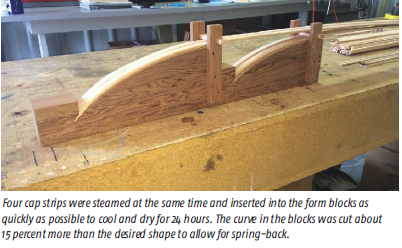 Four cap strips were steamed at the same time and inserted into the form blocks as
quickly as possible to cool and dry for 24 hours. The curve in the blocks was cut about
15 percent more than the desired shape to allow for spring-back.